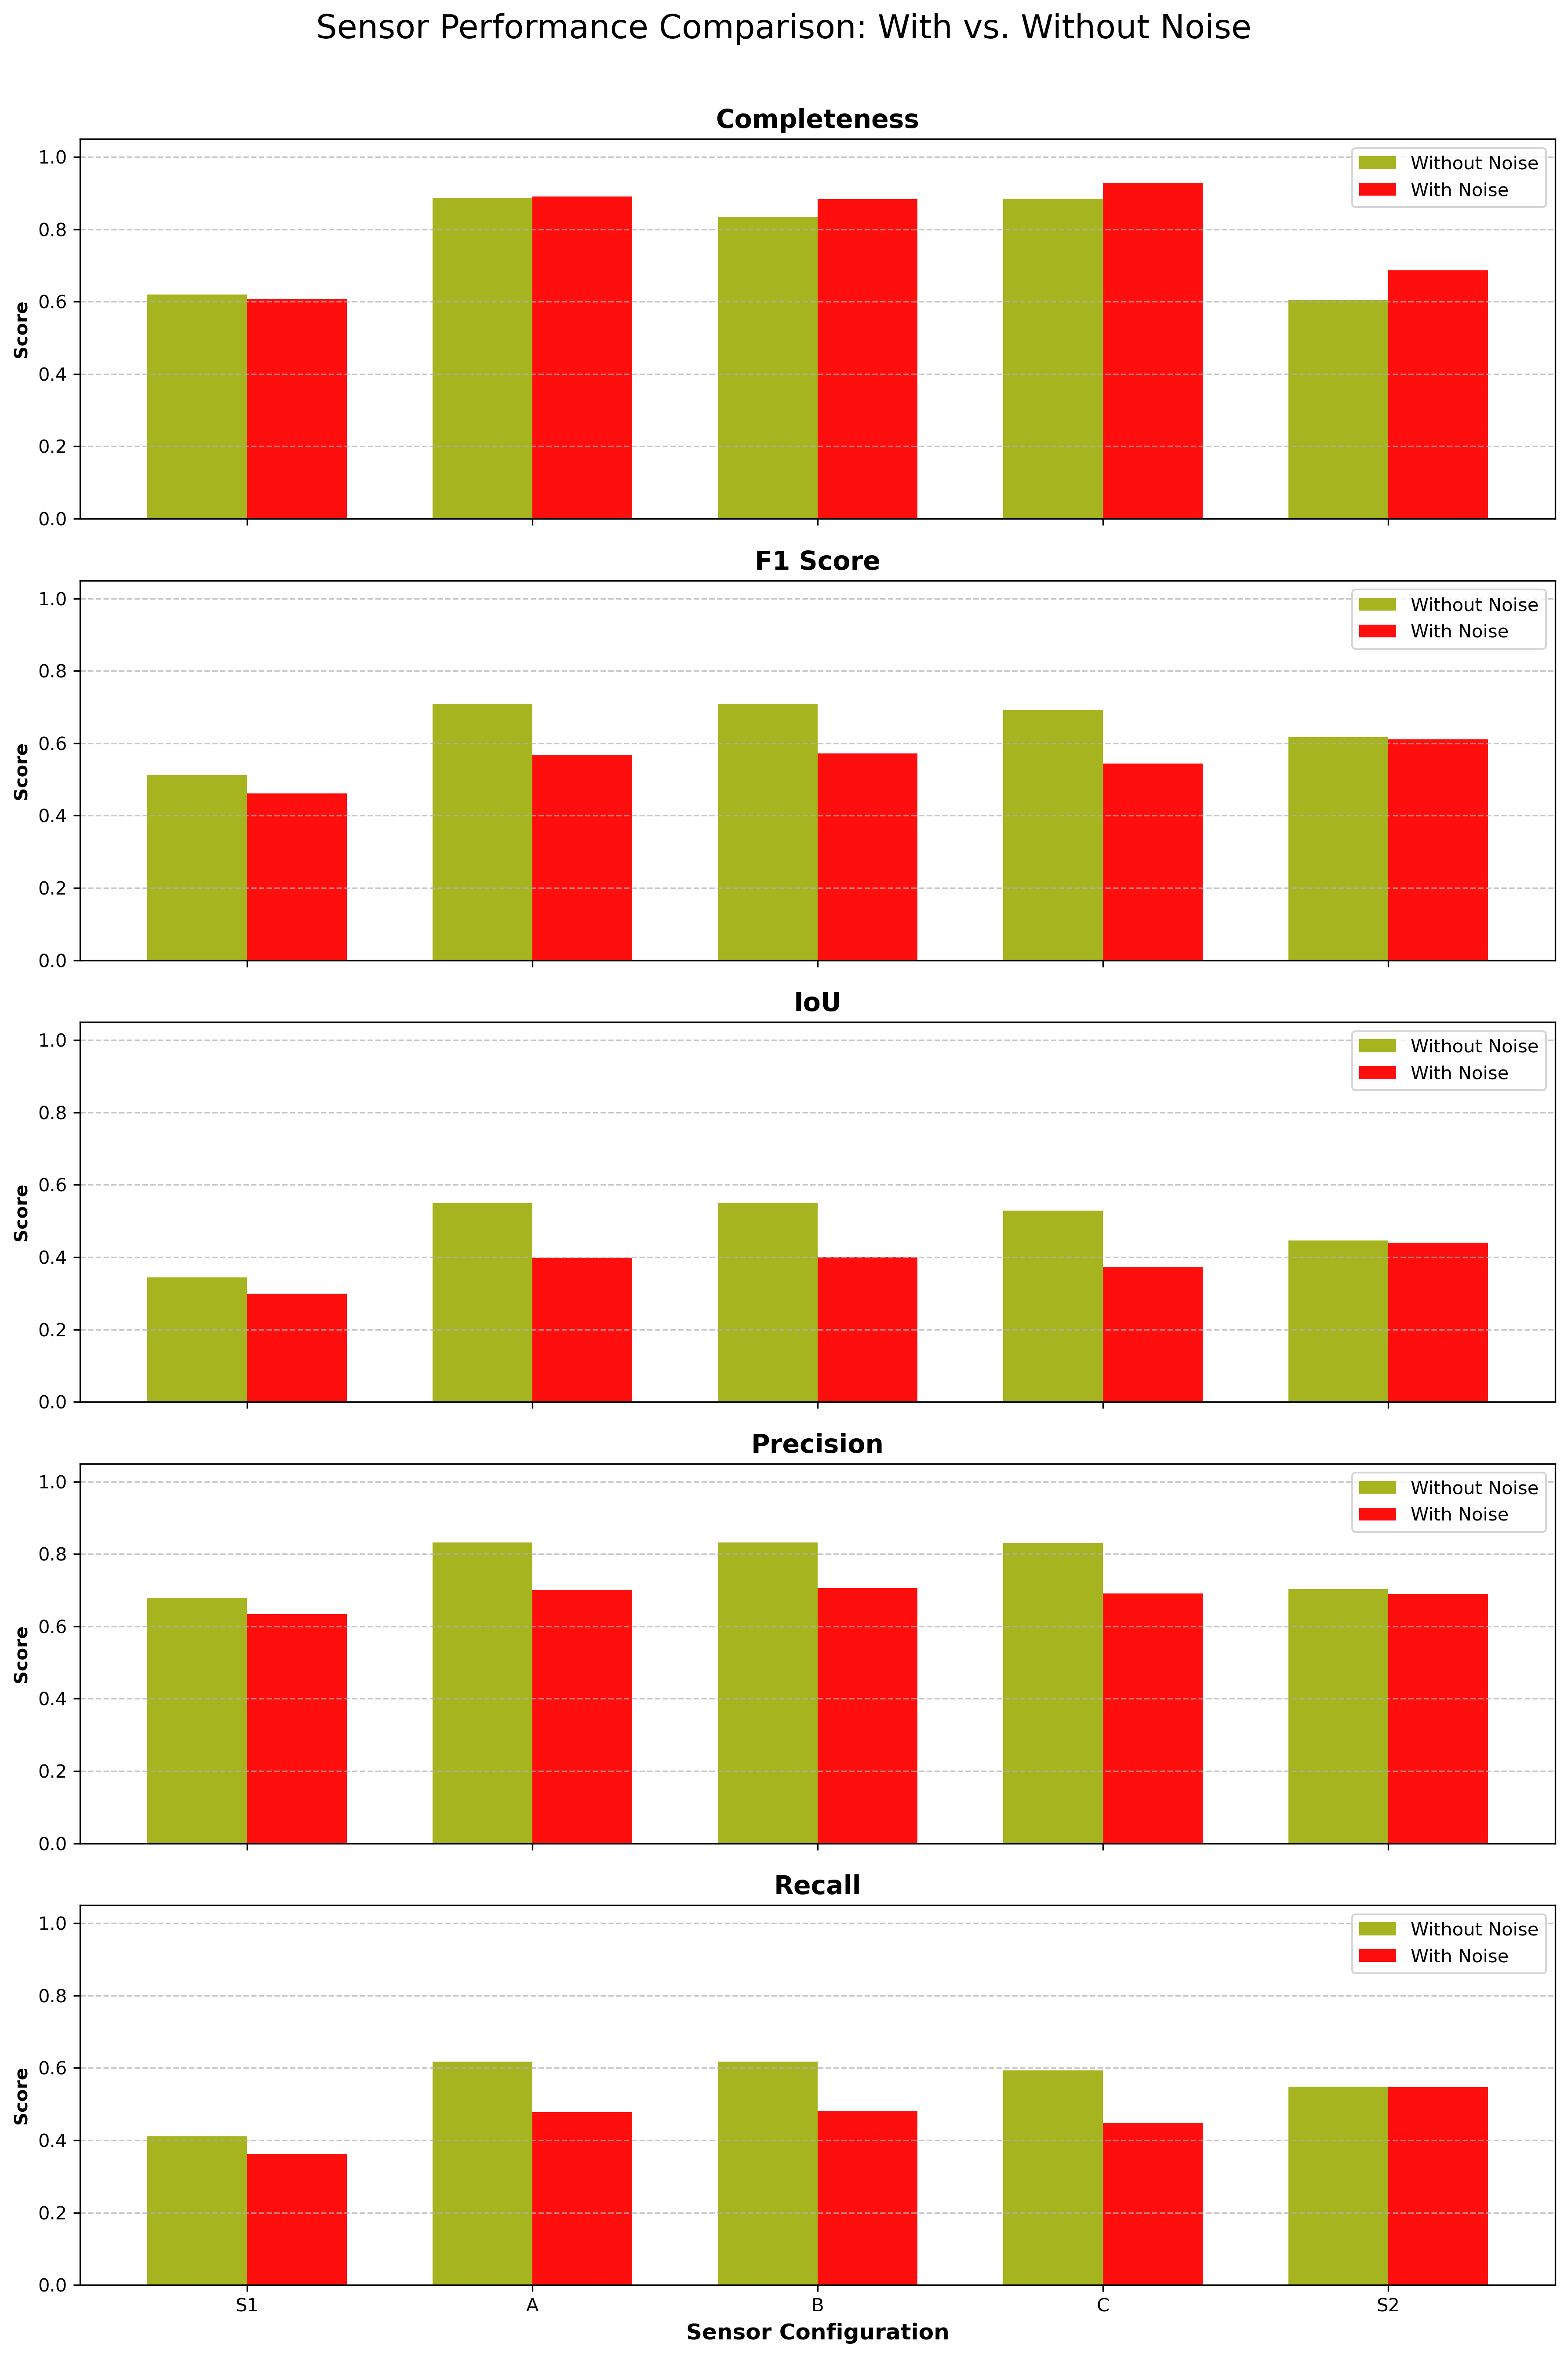 Sensor Performance Comparison: With vs. Without Noise
Completeness
Without Noise
With Noise
1.0
0.8
0.6
0.4
0.2
0.0
Score
F1 Score
Without Noise
With Noise
1.0
0.8
0.6
0.4
0.2
0.0
Score
IoU
Without Noise
With Noise
1.0
0.8
0.6
0.4
0.2
0.0
Score
Precision
Without Noise
With Noise
1.0
0.8
0.6
0.4
0.2
0.0
Score
Recall
Without Noise
With Noise
1.0
0.8
0.6
0.4
0.2
0.0
Score
S1 A B C S2
Sensor Configuration